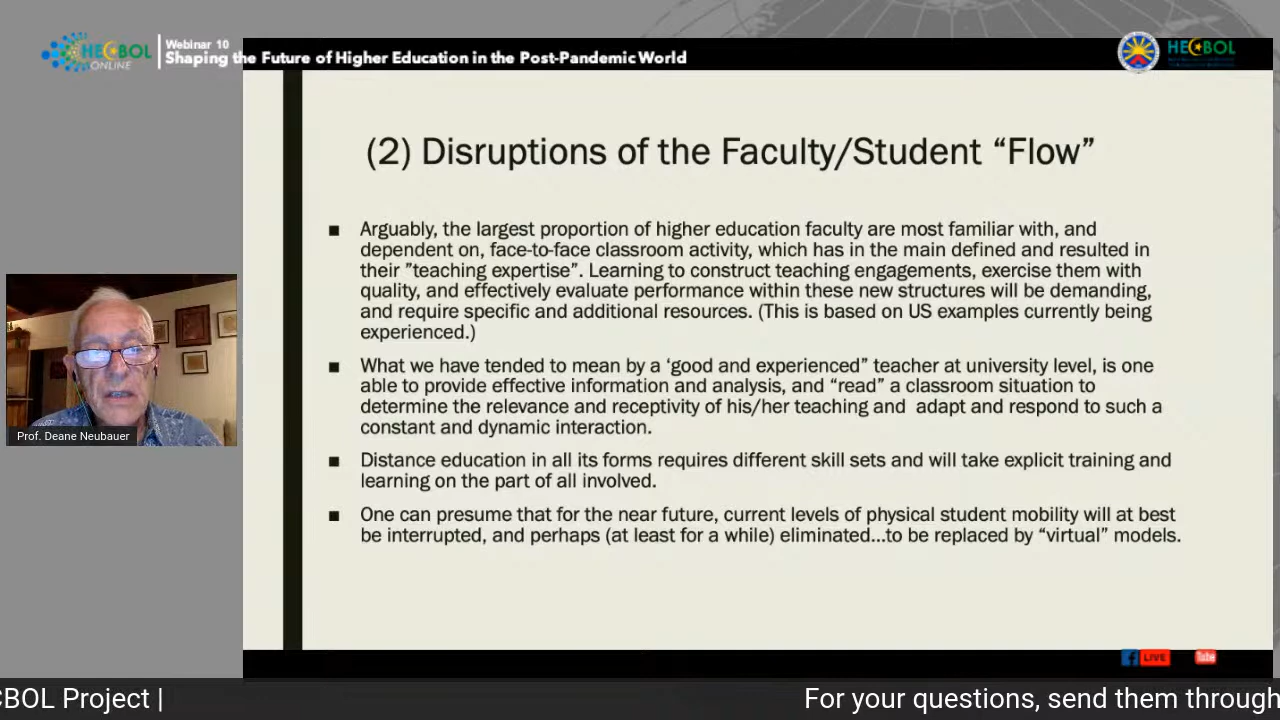 HECBOL
ONLINE
Webinar 10
Shaping the Future of Higher Education in the Post-Pandemic World
HECBOL
(2) Disruptions of the Faculty/Student “Flow”
■ Arguably, the largest proportion of higher education faculty are most familiar with, and
dependent on, face-to-face classroom activity, which has in the main defined and resulted in
their ”teaching expertise”. Learning to construct teaching engagements, exercise them with
quality, and effectively evaluate performance within these new structures will be demanding,
and require specific and additional resources. (This is based on US examples currently being
experienced.)
■ What we have tended to mean by a ‘good and experienced” teacher at university level, is one
able to provide effective information and analysis, and “read” a classroom situation to
determine the relevance and receptivity of his/her teaching and  adapt and respond to such a
constant and dynamic interaction.
■ Distance education in all its forms requires different skill sets and will take explicit training and
learning on the part of all involved.
■ One can presume that for the near future, current levels of physical student mobility will at best
be interrupted, and perhaps (at least for a while) eliminated...to be replaced by “virtual” models.
Prof. Deane Neubauer
f LIVE
You Tube
CBOL Project |
For your questions, send them through